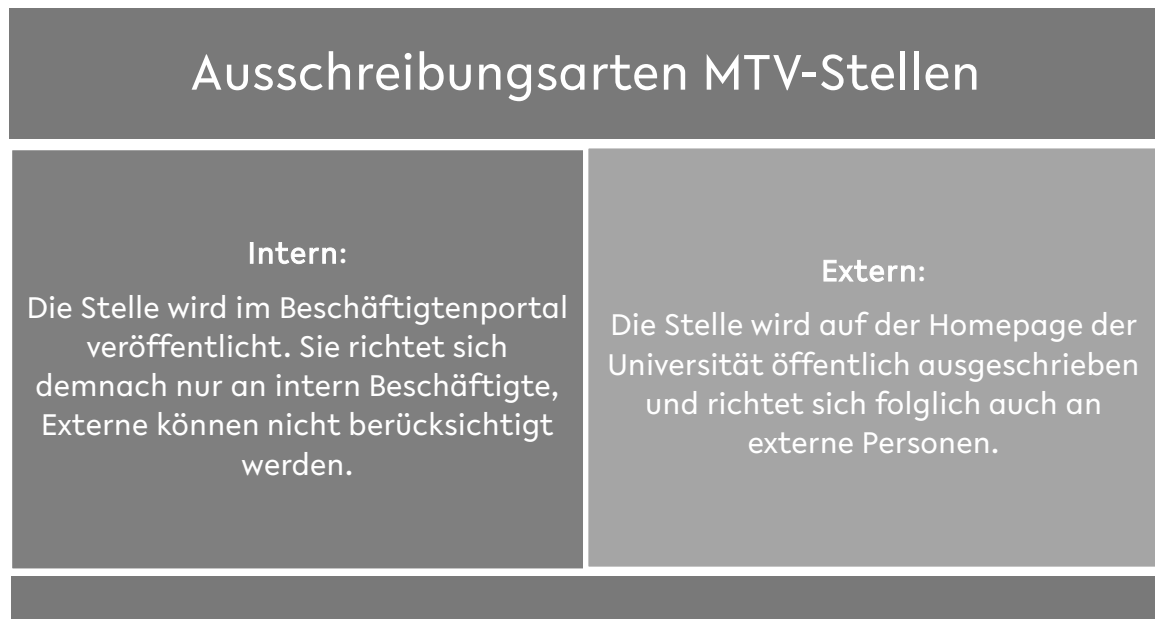 Ausschreibungsarten MTV-Stellen
Intern:
Die Stelle wird im Beschäftigtenportal
veröffentlicht. Sie richtet sich
demnach nur an intern Beschäftigte,
Externe können nicht berücksichtigt
werden.
Extern:
Die Stelle wird auf der Homepage der
Universität öffentlich ausgeschrieben
und richtet sich folglich auch an
externe Personen.